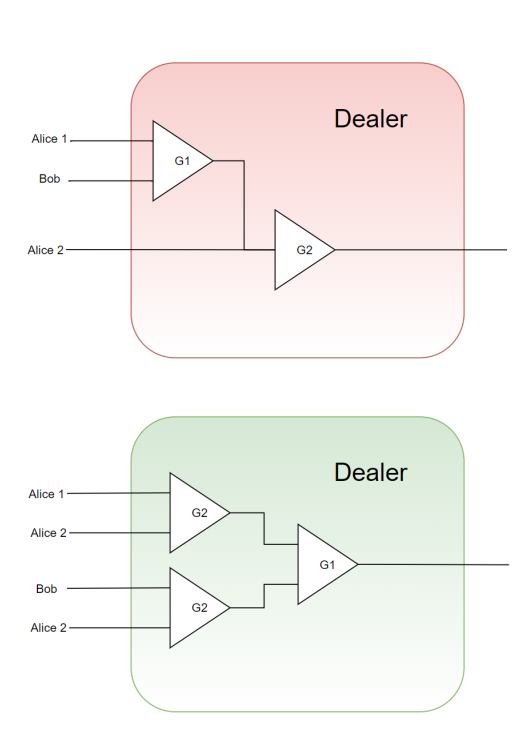 Dealer
Alice 1
G1
Bob
Alice 2
G2
Dealer
Alice 1
G2
Alice 2
G1
Bob
G2
Alice 2